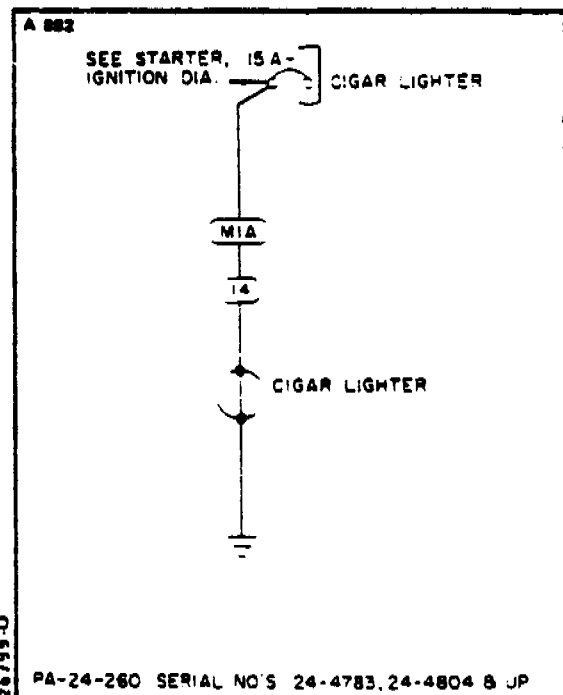 A 882
SEE STARTER, 15 A-
IGNITION DIA.
CIGAR LIGHTER
M1A
14
CIGAR LIGHTER
PA-24-260 SERIAL NO'S 24-4783, 24-4804 & UP